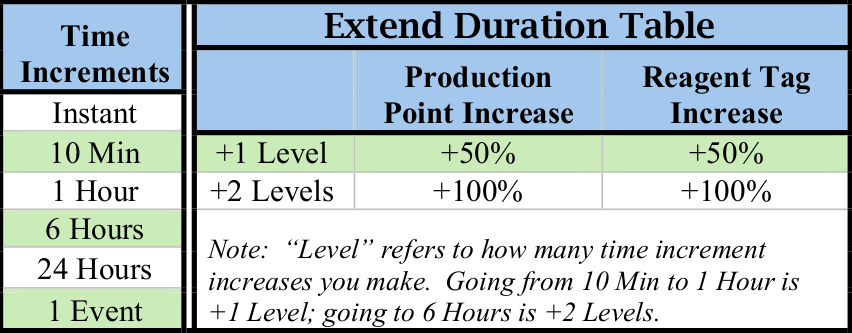 Time
Increments
Instant
10 Min
1 Hour
6 Hours
24 Hours
1 Event
Extend Duration Table
Production
Point Increase
Reagent Tag
Increase
+1 Level +50% +50%
+2 Levels +100% +100%
Note:  “Level” refers to how many time increment
increases you make.  Going from 10 Min to 1 Hour is
+1 Level; going to 6 Hours is +2 Levels.